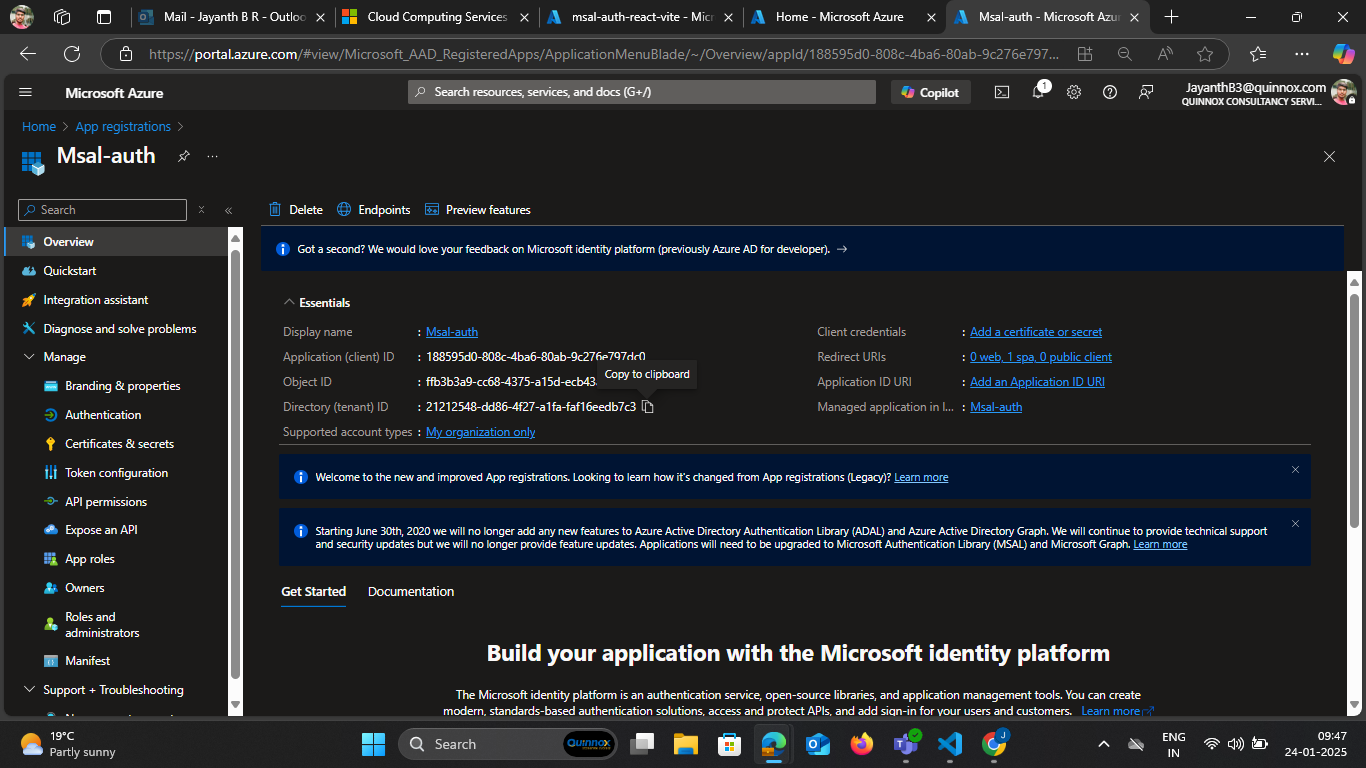 Mail - Jayanth B R - Outloo
Cloud Computing Services
msal-auth-react-vite - Micr
Home - Microsoft Azure
Msal-auth - Microsoft Azur
https://portal.azure.com/#view/Microsoft_AAD_RegisteredApps/ApplicationMenuBlade/~/Overview/appId/188595d0-808c-4ba6-80ab-9c276e797...
Microsoft Azure
Search resources, services, and docs (G+/)
Copilot
1
JayanthB3@quinnox.com
QUINNOX CONSULTANCY SERVI...
Home > App registrations >
Msal-auth
Search
Delete
Endpoints
Preview features
Overview
Quickstart
Integration assistant
Diagnose and solve problems
Manage
Branding & properties
Authentication
Certificates & secrets
Token configuration
API permissions
Expose an API
App roles
Owners
Roles and
administrators
Manifest
Support + Troubleshooting
Got a second? We would love your feedback on Microsoft identity platform (previously Azure AD for developer). →
Essentials
Display name : Msal-auth
Application (client) ID : 188595d0-808c-4ba6-80ab-9c276e797dc0
Object ID : ffb3b3a9-cc68-4375-a15d-ecb43
Copy to clipboard
Directory (tenant) ID : 21212548-dd86-4f27-a1fa-faf16eedb7c3
Supported account types : My organization only
Client credentials : Add a certificate or secret
Redirect URIs : 0 web, 1 spa, 0 public client
Application ID URI : Add an Application ID URI
Managed application in l... : Msal-auth
Welcome to the new and improved App registrations. Looking to learn how it's changed from App registrations (Legacy)? Learn more
Starting June 30th, 2020 we will no longer add any new features to Azure Active Directory Authentication Library (ADAL) and Azure Active Directory Graph. We will continue to provide technical support
and security updates but we will no longer provide feature updates. Applications will need to be upgraded to Microsoft Authentication Library (MSAL) and Microsoft Graph. Learn more
Get Started
Documentation
Build your application with the Microsoft identity platform
The Microsoft identity platform is an authentication service, open-source libraries, and application management tools. You can create
modern, standards-based authentication solutions, access and protect APIs, and add sign-in for your users and customers. Learn more
19°C
Partly sunny
Search
Quinnox
ENG
IN
09:47
24-01-2025